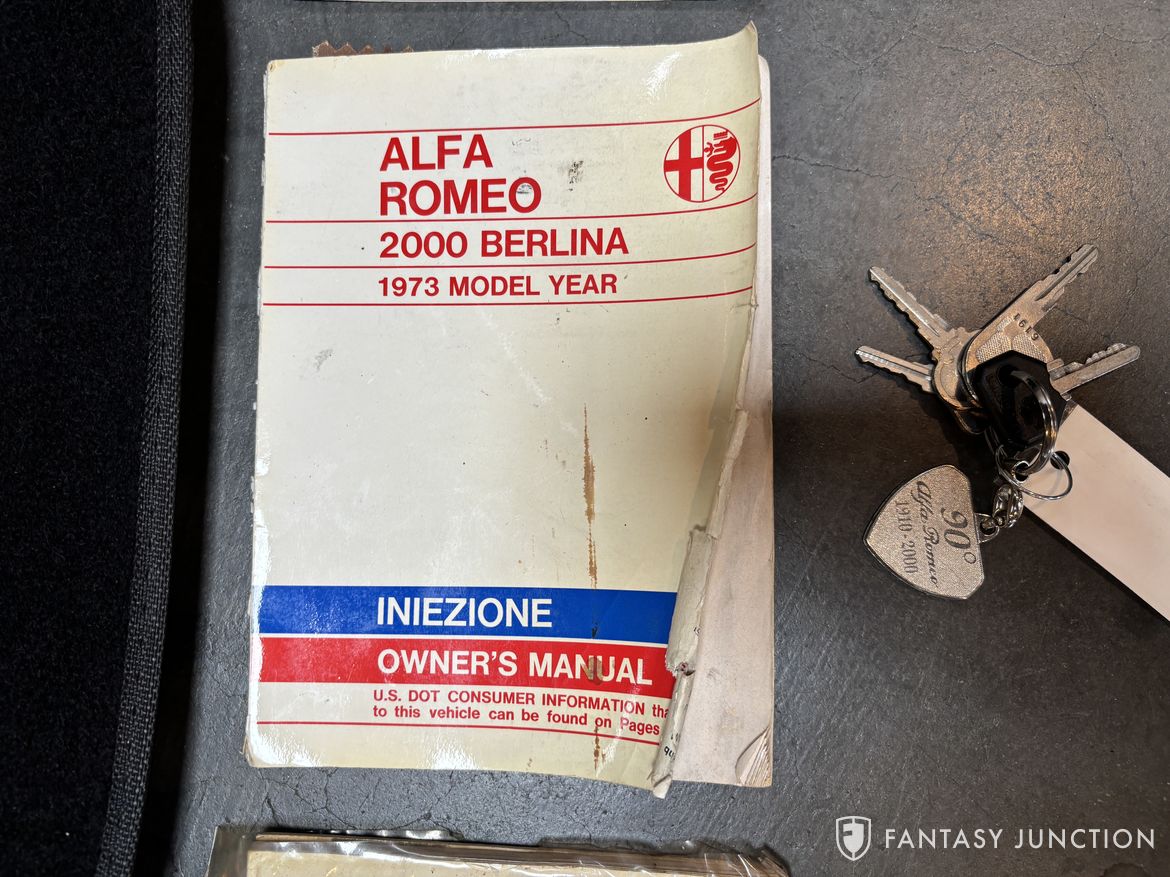 ALFA
ROMEO
2000 BERLINA
1973 MODEL YEAR
INIEZIONE
OWNER'S MANUAL
U.S. DOT CONSUMER INFORMATION tha
to this vehicle can be found on Pages
90°
Alfa Romeo
1910-2000
FANTASY JUNCTION